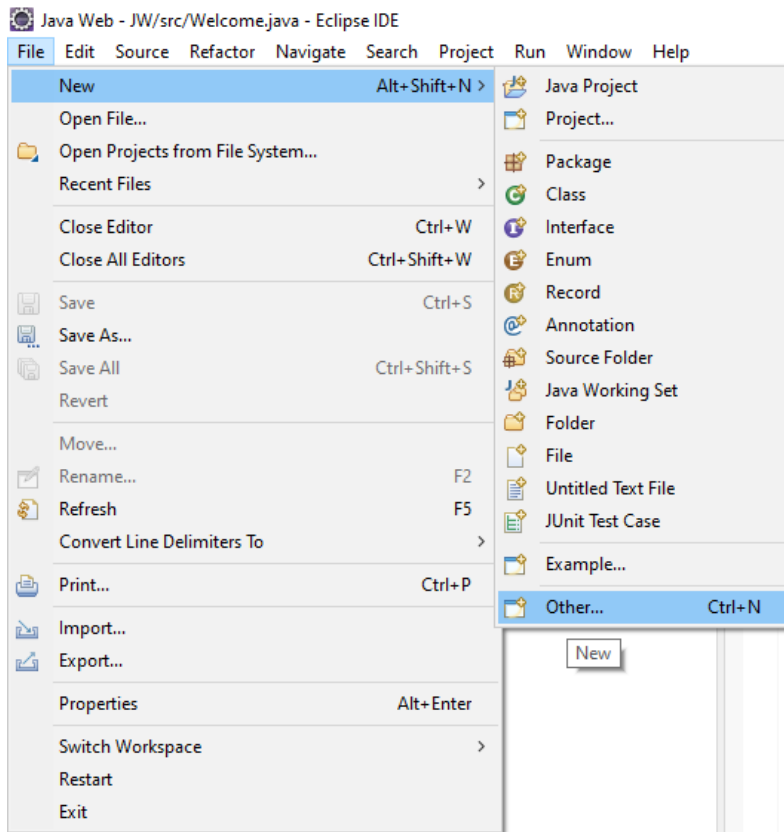 Java Web - JW/src/Welcome.java - Eclipse IDE
File Edit Source Refactor Navigate Search Project Run Window Help
New Alt+Shift+N >
Open File...
Open Projects from File System...
Recent Files >
Close Editor Ctrl+W
Close All Editors Ctrl+Shift+W
Save Ctrl+S
Save As...
Save All Ctrl+Shift+S
Revert
Move...
Rename... F2
Refresh F5
Convert Line Delimiters To >
Print... Ctrl+P
Import...
Export...
Properties Alt+Enter
Switch Workspace >
Restart
Exit
Java Project
Project...
Package
Class
Interface
Enum
Record
Annotation
Source Folder
Java Working Set
Folder
File
Untitled Text File
JUnit Test Case
Example...
Other... Ctrl+N
New